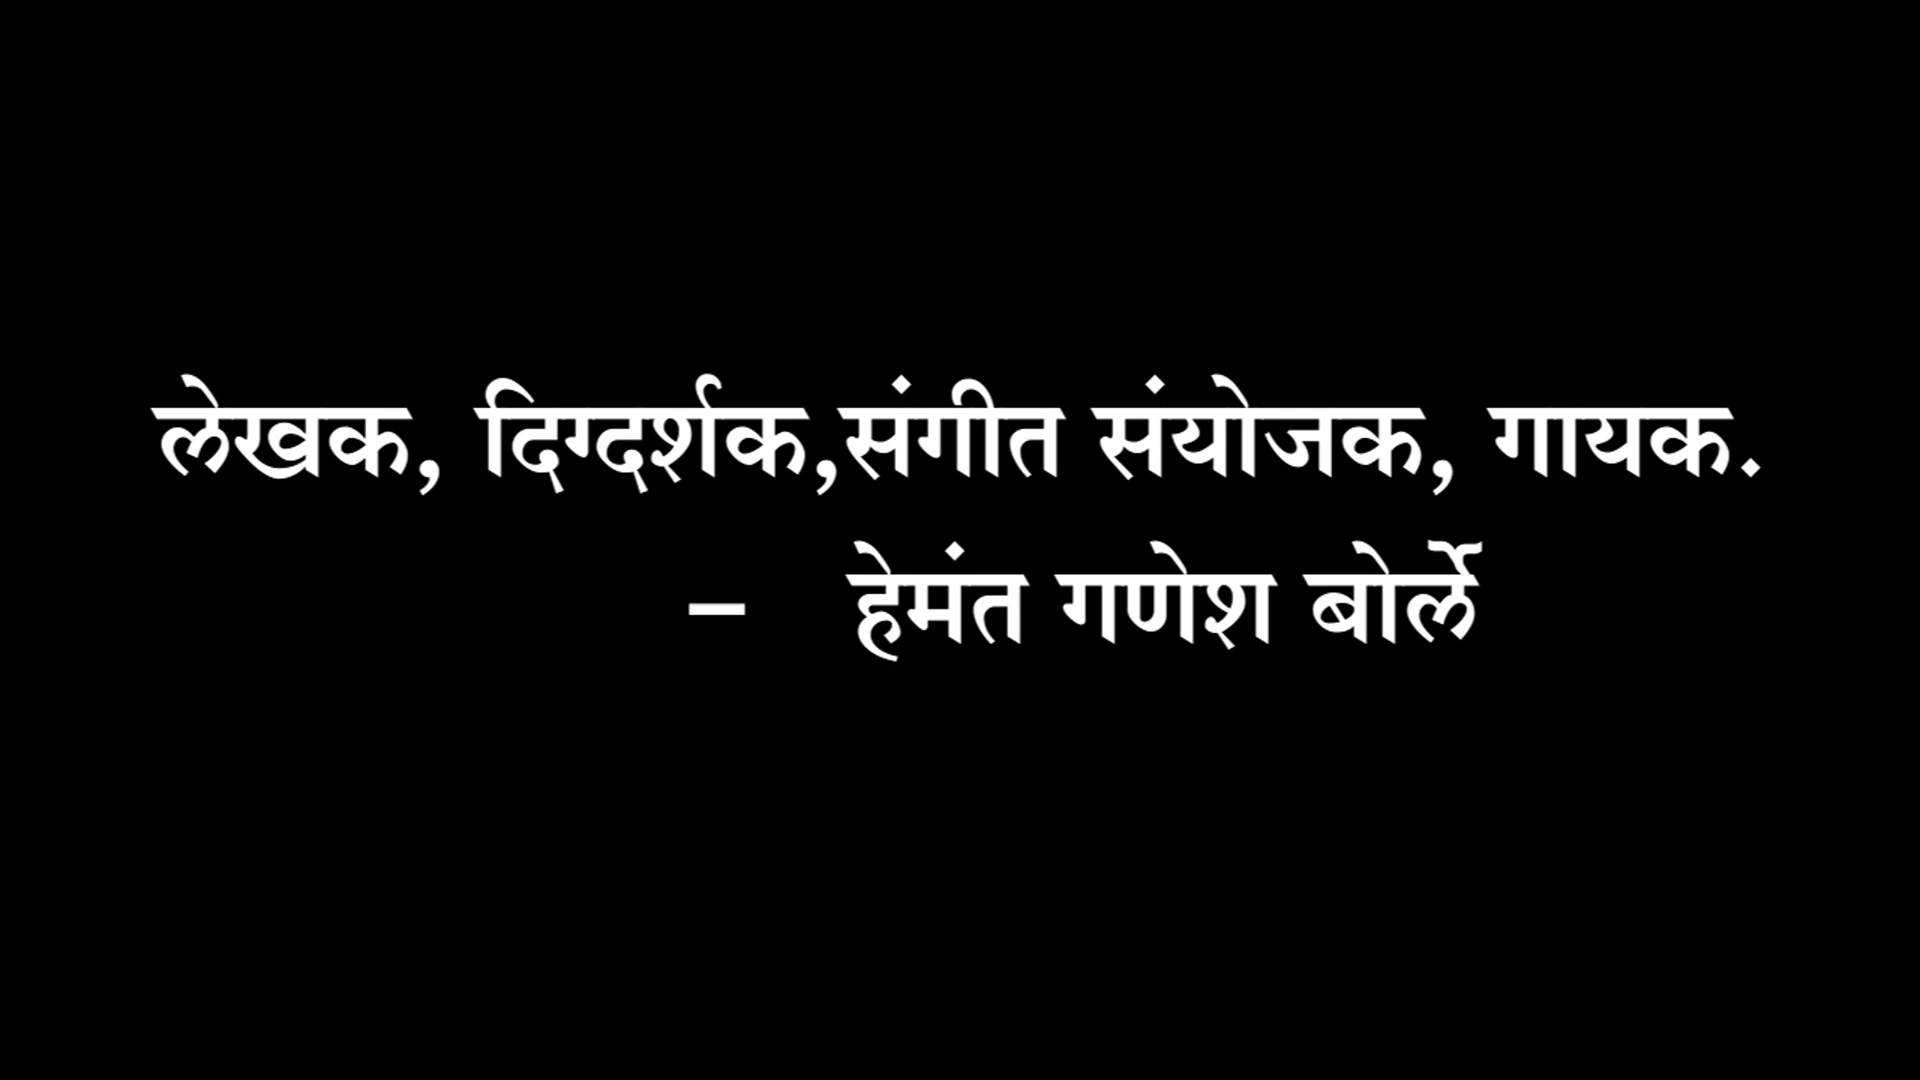 लेखक, दिग्दर्शक,संगीत संयोजक, गायक.
– हेमंत गणेश बोर्ले